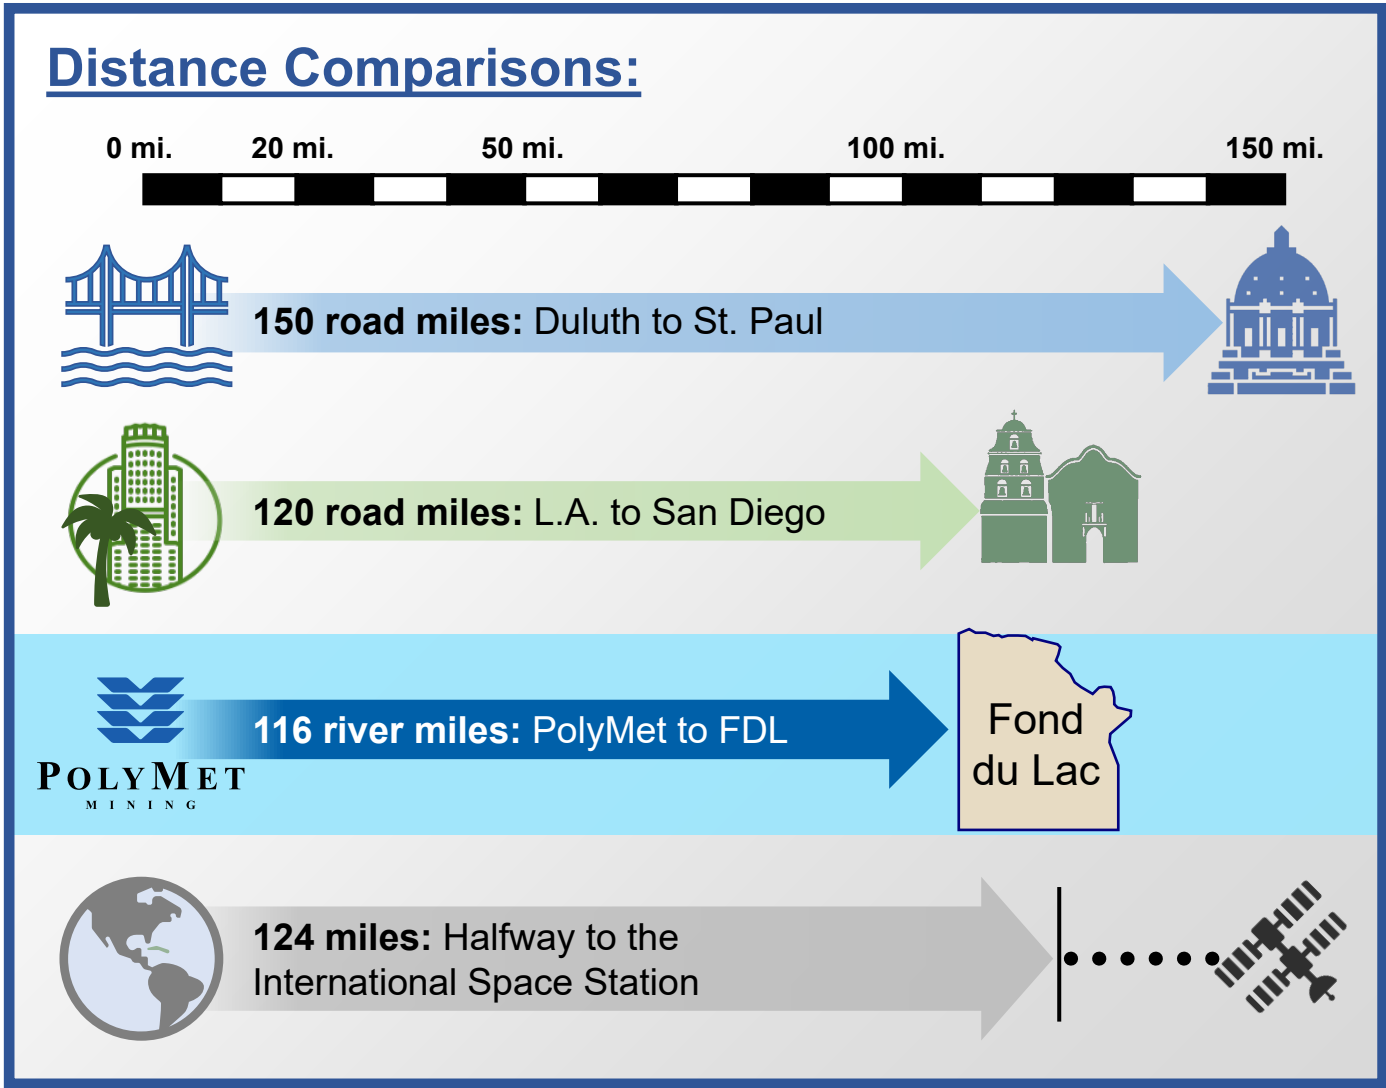 Distance Comparisons:
0 mi. 20 mi. 50 mi. 100 mi. 150 mi.
150 road miles: Duluth to St. Paul
120 road miles: L.A. to San Diego
116 river miles: PolyMet to FDL
POLYMET
MINING
Fond
du Lac
124 miles: Halfway to the
International Space Station